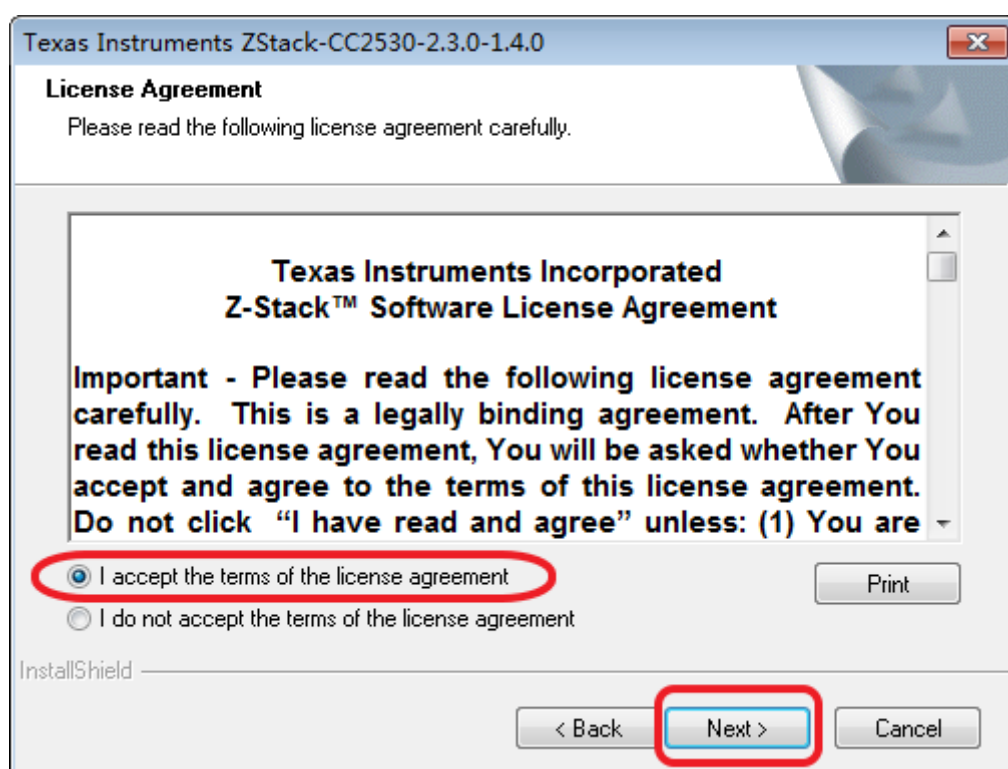 Texas Instruments ZStack-CC2530-2.3.0-1.4.0
License Agreement
Please read the following license agreement carefully.
Texas Instruments Incorporated
Z-Stack™ Software License Agreement
Important - Please read the following license agreement
carefully. This is a legally binding agreement. After You
read this license agreement, You will be asked whether You
accept and agree to the terms of this license agreement.
Do not click “I have read and agree” unless: (1) You are
I accept the terms of the license agreement
Print
I do not accept the terms of the license agreement
InstallShield
< Back
Next >
Cancel